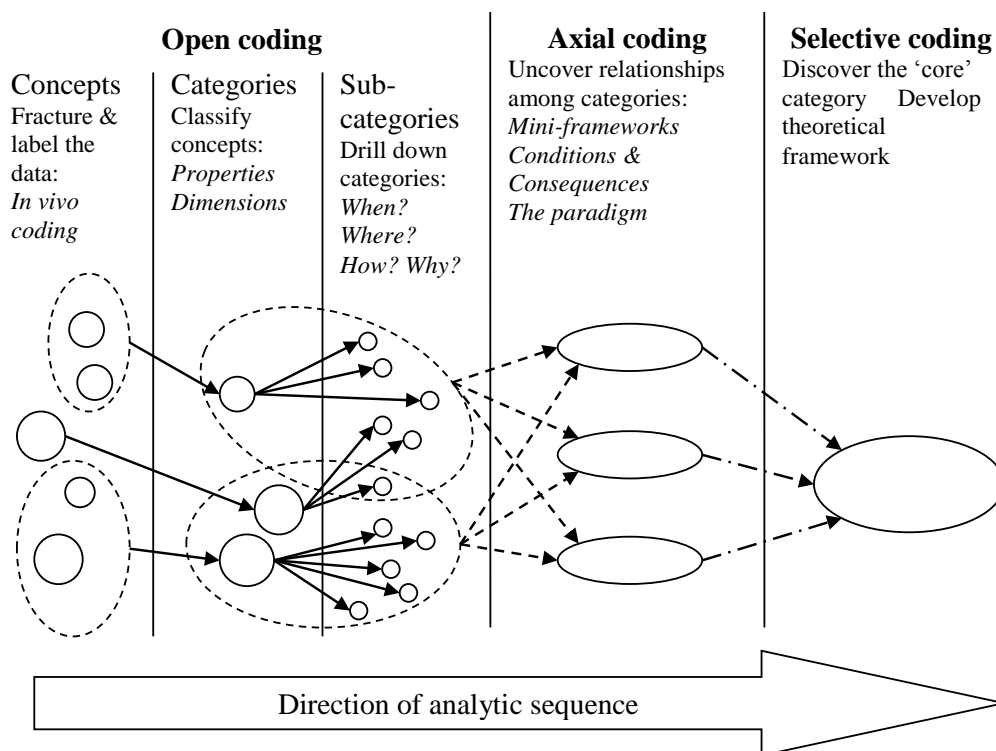 Open coding
Axial coding
Selective coding
Concepts
Fracture &
label the
data:
In vivo
coding
Categories
Classify
concepts:
Properties
Dimensions
Sub-
categories
Drill down
categories:
When?
Where?
How? Why?
Uncover relationships
among categories:
Mini-frameworks
Conditions &
Consequences
The paradigm
Discover the ‘core’
category Develop
theoretical
framework
Direction of analytic sequence